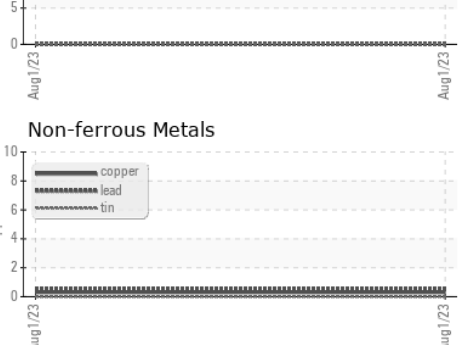 5
0
Aug1/23
Aug1/23
Non-ferrous Metals
10
copper
8
lead
6
tin
4
2
0
ug1/23
ug1/23